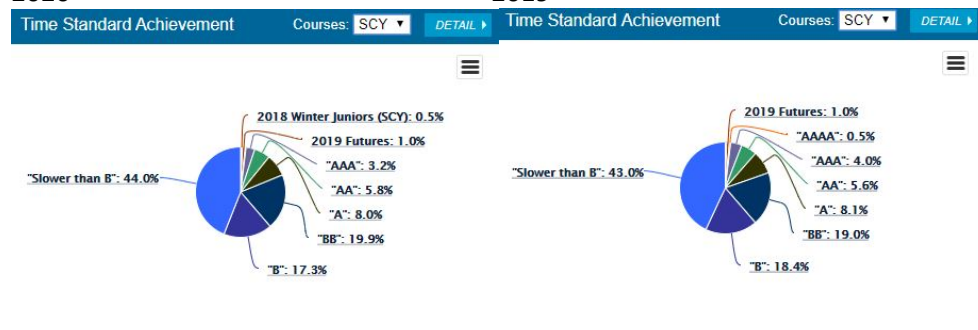 Time Standard Achievement Courses: SCY DETAIL
2018 Winter Juniors (SCY): 0.5%
2019 Futures: 1.0%
"AAA": 3.2%
"AA": 5.8%
"A": 8.0%
"BB": 19.9%
"B": 17.3%
"Slower than B": 44.0%
Time Standard Achievement Courses: SCY DETAIL
2019 Futures: 1.0%
"AAAA": 0.5%
"AAA": 4.0%
"AA": 5.6%
"A": 8.1%
"BB": 19.0%
"B": 18.4%
"Slower than B": 43.0%